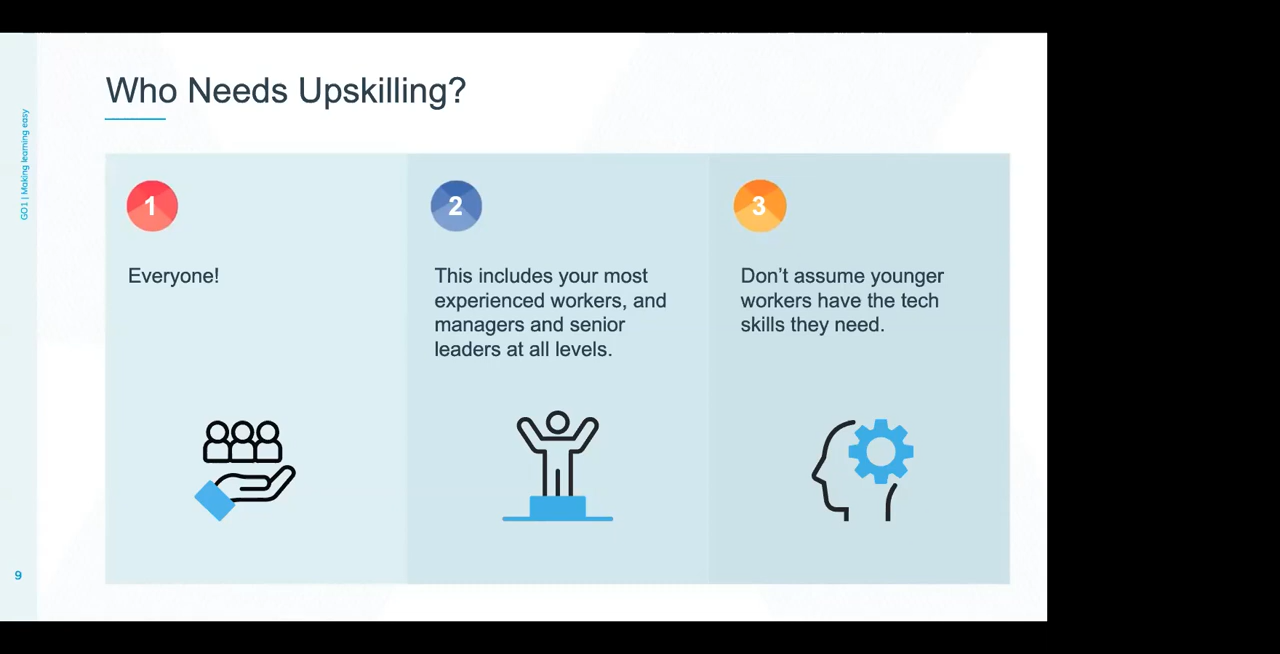 Who Needs Upskilling?
GO1 | Making learning easy
1
Everyone!
2
This includes your most
experienced workers, and
managers and senior
leaders at all levels.
3
Don’t assume younger
workers have the tech
skills they need.
9